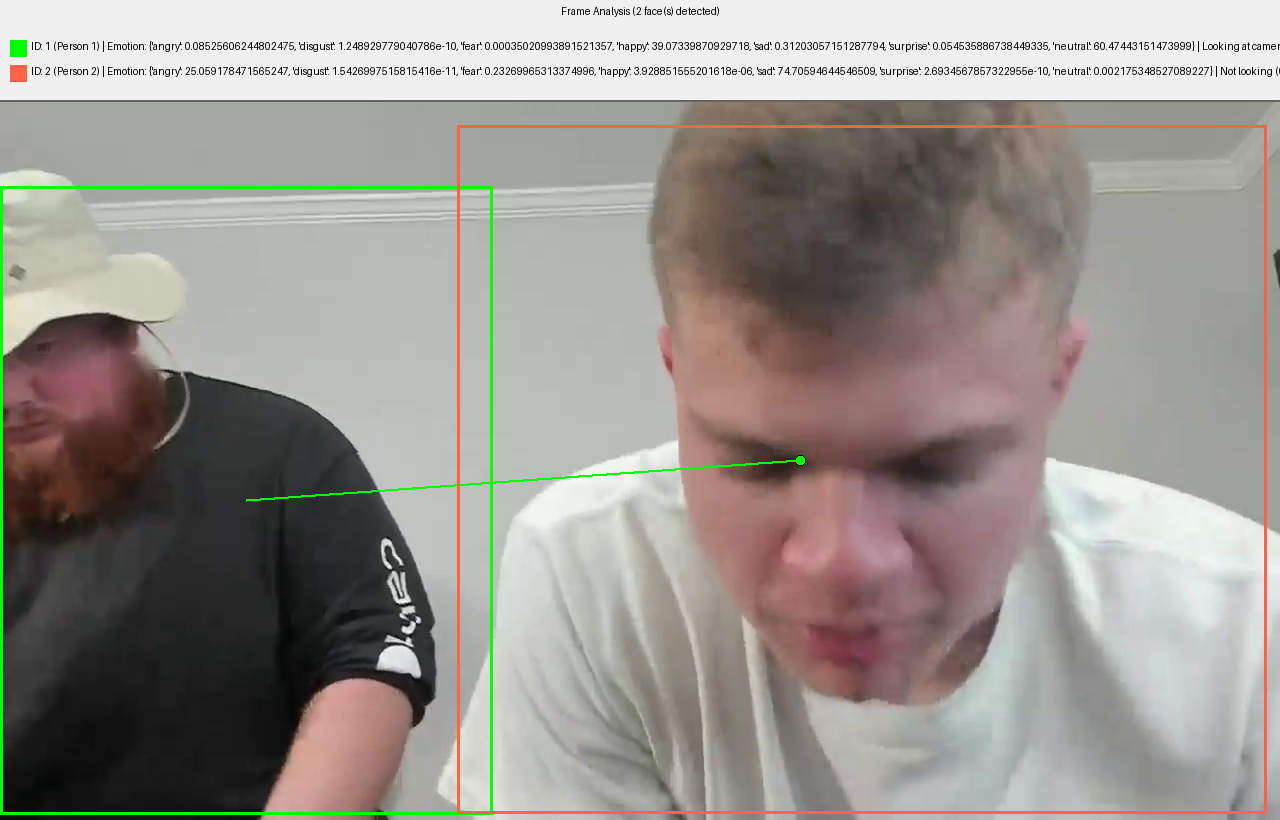 Frame Analysis (2 face(s) detected)
ID: 1 (Person 1) | Emotion: {'angry': 0.08525606244802475, 'disgust': 1.248929779040786e-10, 'fear': 0.00035020993891521357, 'happy': 39.07339870929718, 'sad': 0.31203057151287794, 'surprise': 0.054535886738449335, 'neutral': 60.47443151473999} | Looking at camer
ID: 2 (Person 2) | Emotion: {'angry': 25.059178471565247, 'disgust': 1.5426997515815416e-11, 'fear': 0.23269965313374996, 'happy': 3.928851555201618e-06, 'sad': 74.70594644546509, 'surprise': 2.6934567857322955e-10, 'neutral': 0.002175348527089227} | Not looking (